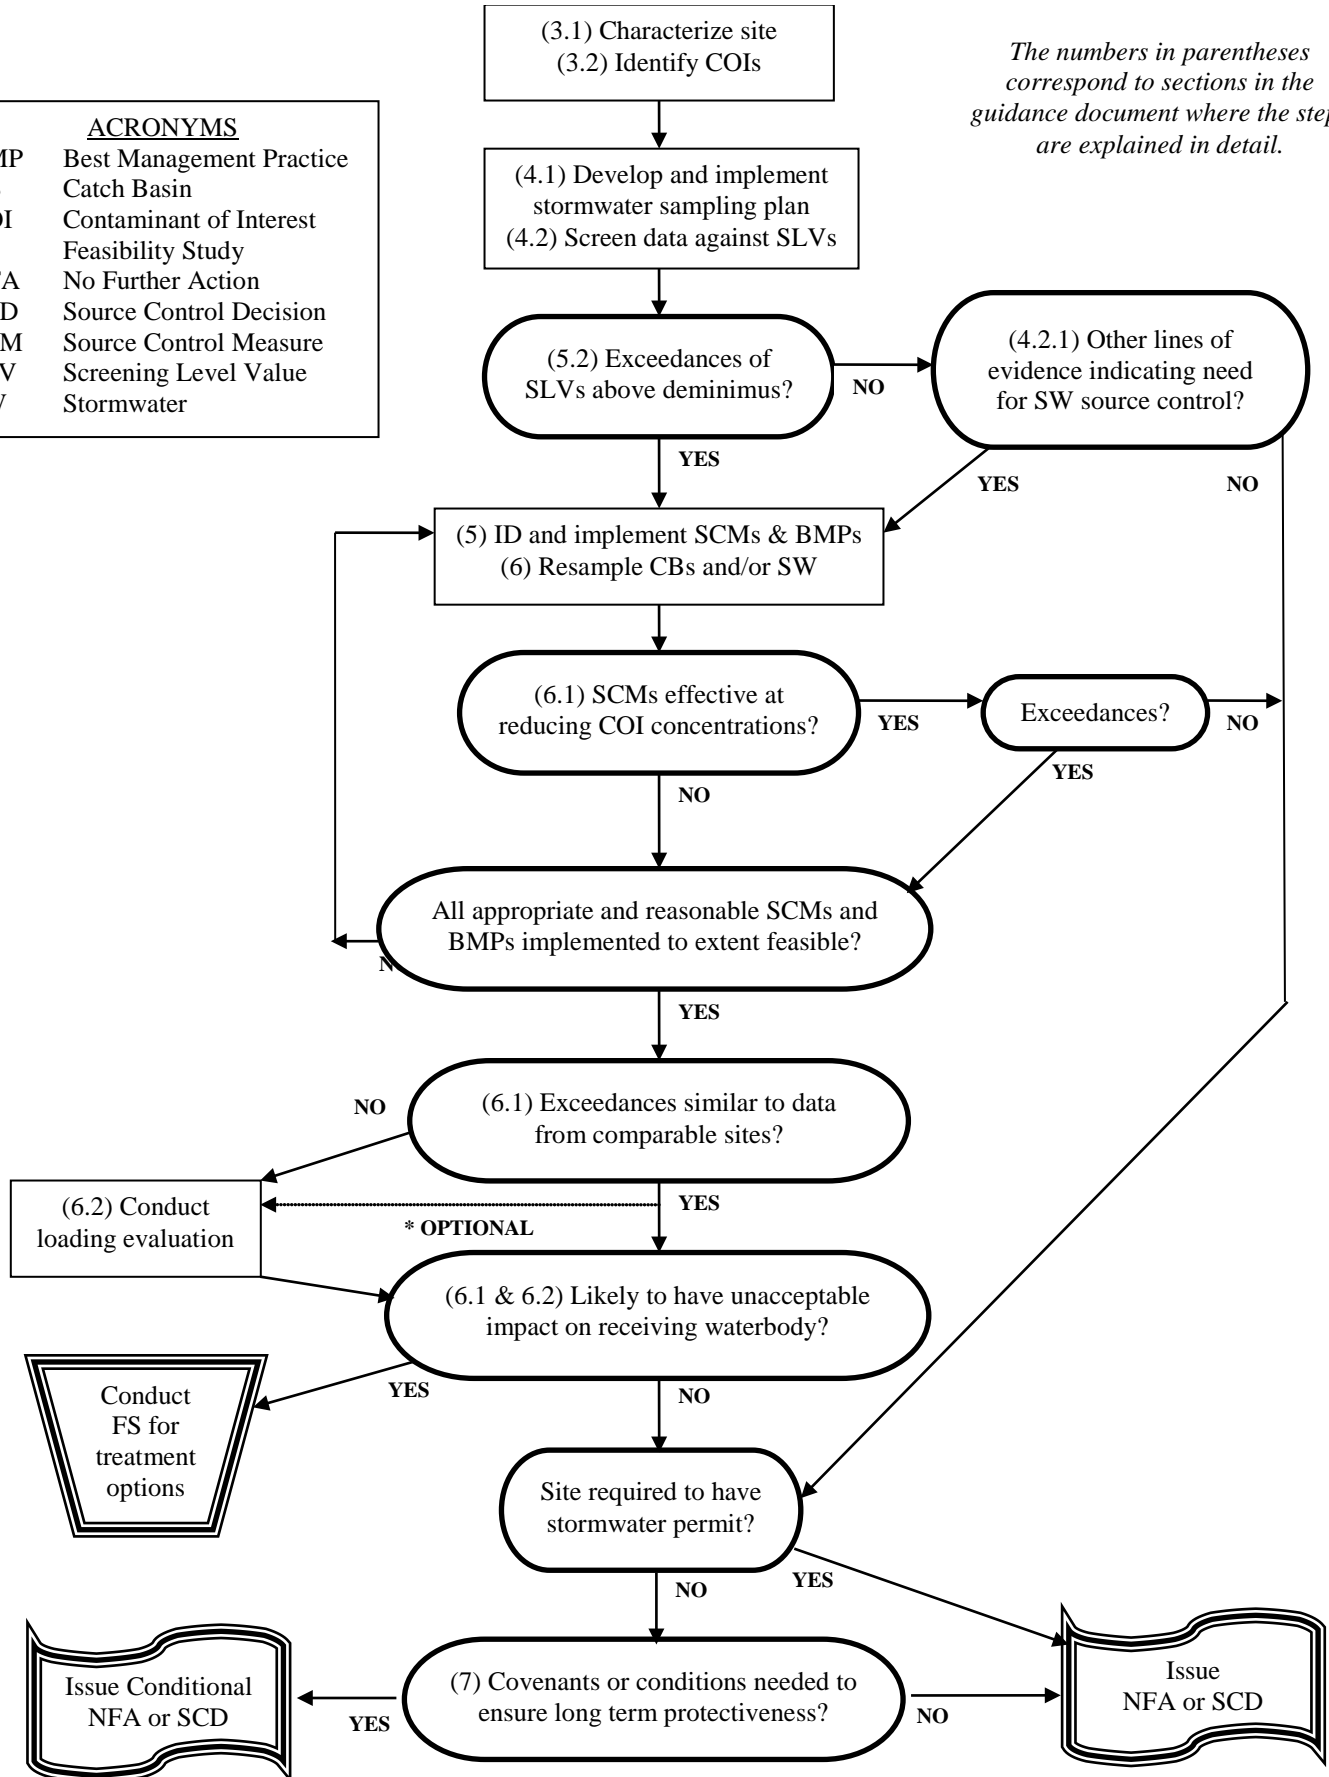 (3.1) Characterize site
(3.2) Identify COIs
The numbers in parentheses
correspond to sections in the
guidance document where the step
are explained in detail.
ACRONYMS
MP Best Management Practice
Catch Basin
OI Contaminant of Interest
Feasibility Study
FA No Further Action
D Source Control Decision
M Source Control Measure
V Screening Level Value
Stormwater
(4.1) Develop and implement
stormwater sampling plan
(4.2) Screen data against SLVs
(5.2) Exceedances of
SLVs above deminimus?
NO
(4.2.1) Other lines of
evidence indicating need
for SW source control?
YES
YES
NO
(5) ID and implement SCMs & BMPs
(6) Resample CBs and/or SW
(6.1) SCMs effective at
reducing COI concentrations?
YES
Exceedances?
NO
YES
NO
All appropriate and reasonable SCMs and
BMPs implemented to extent feasible?
N
YES
(6.1) Exceedances similar to data
from comparable sites?
NO
YES
* OPTIONAL
(6.2) Conduct
loading evaluation
(6.1 & 6.2) Likely to have unacceptable
impact on receiving waterbody?
YES
NO
Conduct
FS for
treatment
options
Site required to have
stormwater permit?
YES
NO
(7) Covenants or conditions needed to
ensure long term protectiveness?
YES
NO
Issue Conditional
NFA or SCD
Issue
NFA or SCD